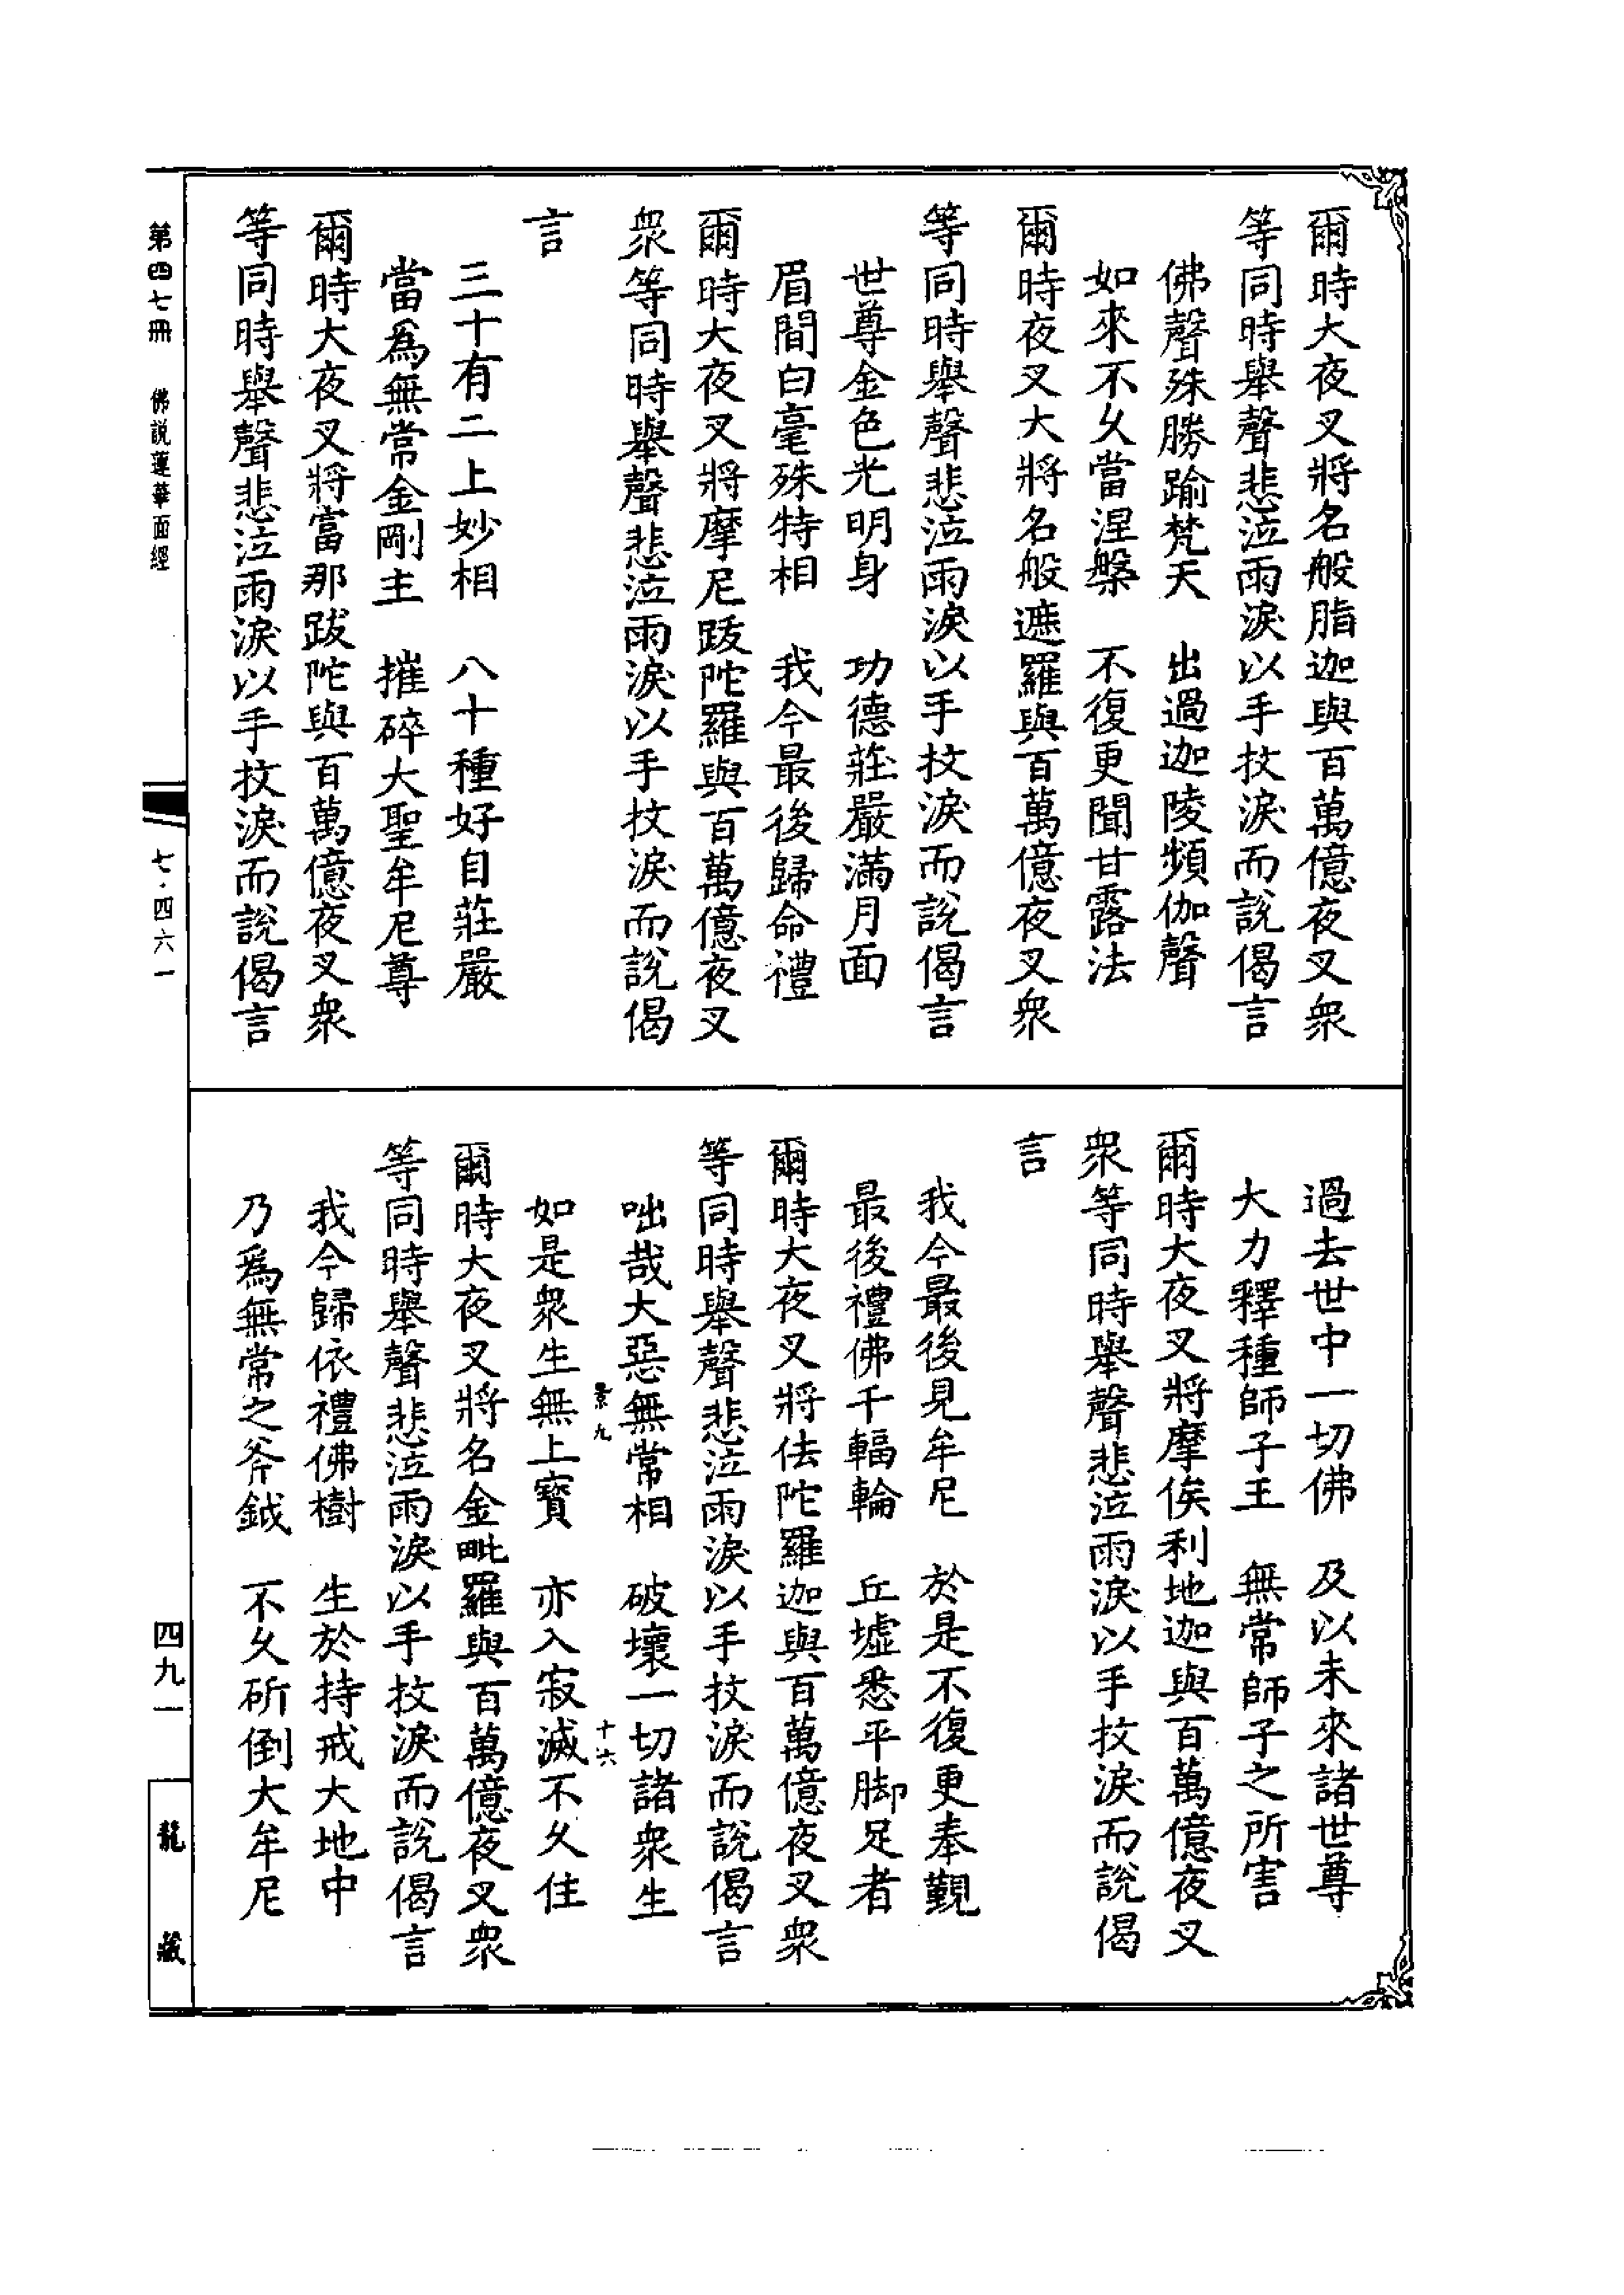 爾時大夜叉將名般脂迦與百萬億夜叉衆
等同時舉聲悲泣雨淚以手抆淚而說偈言
佛聲殊勝踰梵天　出過迦陵頻伽聲
如來不久當涅槃　不復更聞甘露法
爾時夜叉大將名般遮羅與百萬億夜叉衆
等同時舉聲悲泣雨淚以手抆淚而說偈言
世尊金色光明身　功德莊嚴滿月面
眉間白毫殊特相　我今最後歸命禮
爾時大夜叉將摩尼跋陀羅與百萬億夜叉
衆等同時舉聲悲泣雨淚以手抆淚而說偈
言
三十有二上妙相　八十種好自莊嚴
當爲無常金剛主　摧碎大聖牟尼尊
爾時大夜叉將富那跋陀與百萬億夜叉衆
等同時舉聲悲泣雨淚以手抆淚而說偈言
過去世中一切佛　及以未來諸世尊
大力釋種師子王　無常師子之所害
爾時大夜叉將摩俟利地迦與百萬億夜叉
衆等同時舉聲悲泣雨淚以手抆淚而說偈
言
我今最後見牟尼　於是不復更奉覲
最後禮佛千輻輪　丘墟悉平脚足者
爾時大夜叉將佉陀羅迦與百萬億夜叉衆
等同時舉聲悲泣雨淚以手抆淚而說偈言
咄哉大惡無常相　破壞一切諸衆生
景九　十六
如是衆生無上寶　亦入寂滅不久住
爾時大夜叉將名金毗羅與百萬億夜叉衆
等同時舉聲悲泣雨淚以手抆淚而說偈言
我今歸依禮佛樹　生於持戒大地中
乃爲無常之斧鉞　不久斫倒大牟尼
第四七冊　佛說蓮華面經
七·四六一
四九一
龍藏